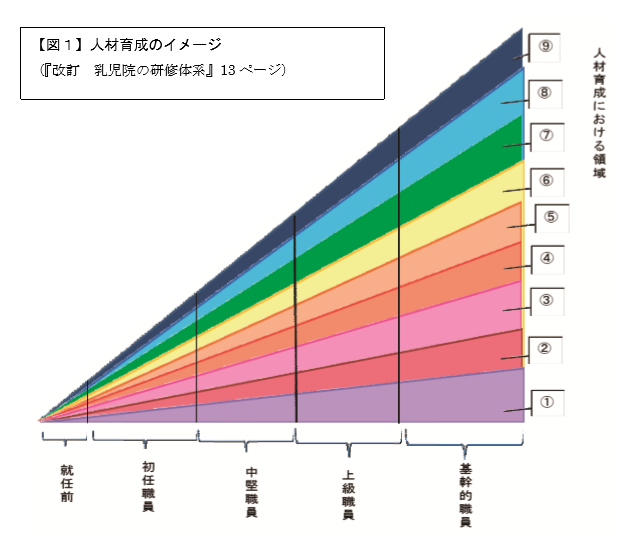 【図１】人材育成のイメージ
（『改訂　乳児院の研修体系』13 ページ）
人材育成における領域
⑨
⑧
⑦
⑥
⑤
④
③
②
①
就任前
初任職員
中堅職員
上級職員
基幹的職員